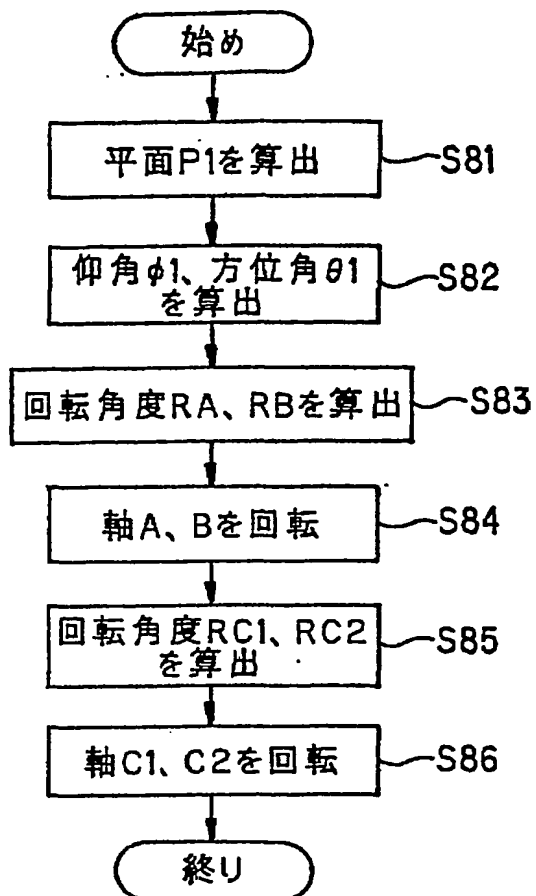 始め
平面P1を算出
S81
仰角φ1、方位角θ1
を算出
S82
回転角度RA、RBを算出
S83
軸A、Bを回転
S84
回転角度RC1、RC2
を算出
S85
軸C1、C2を回転
S86
終り